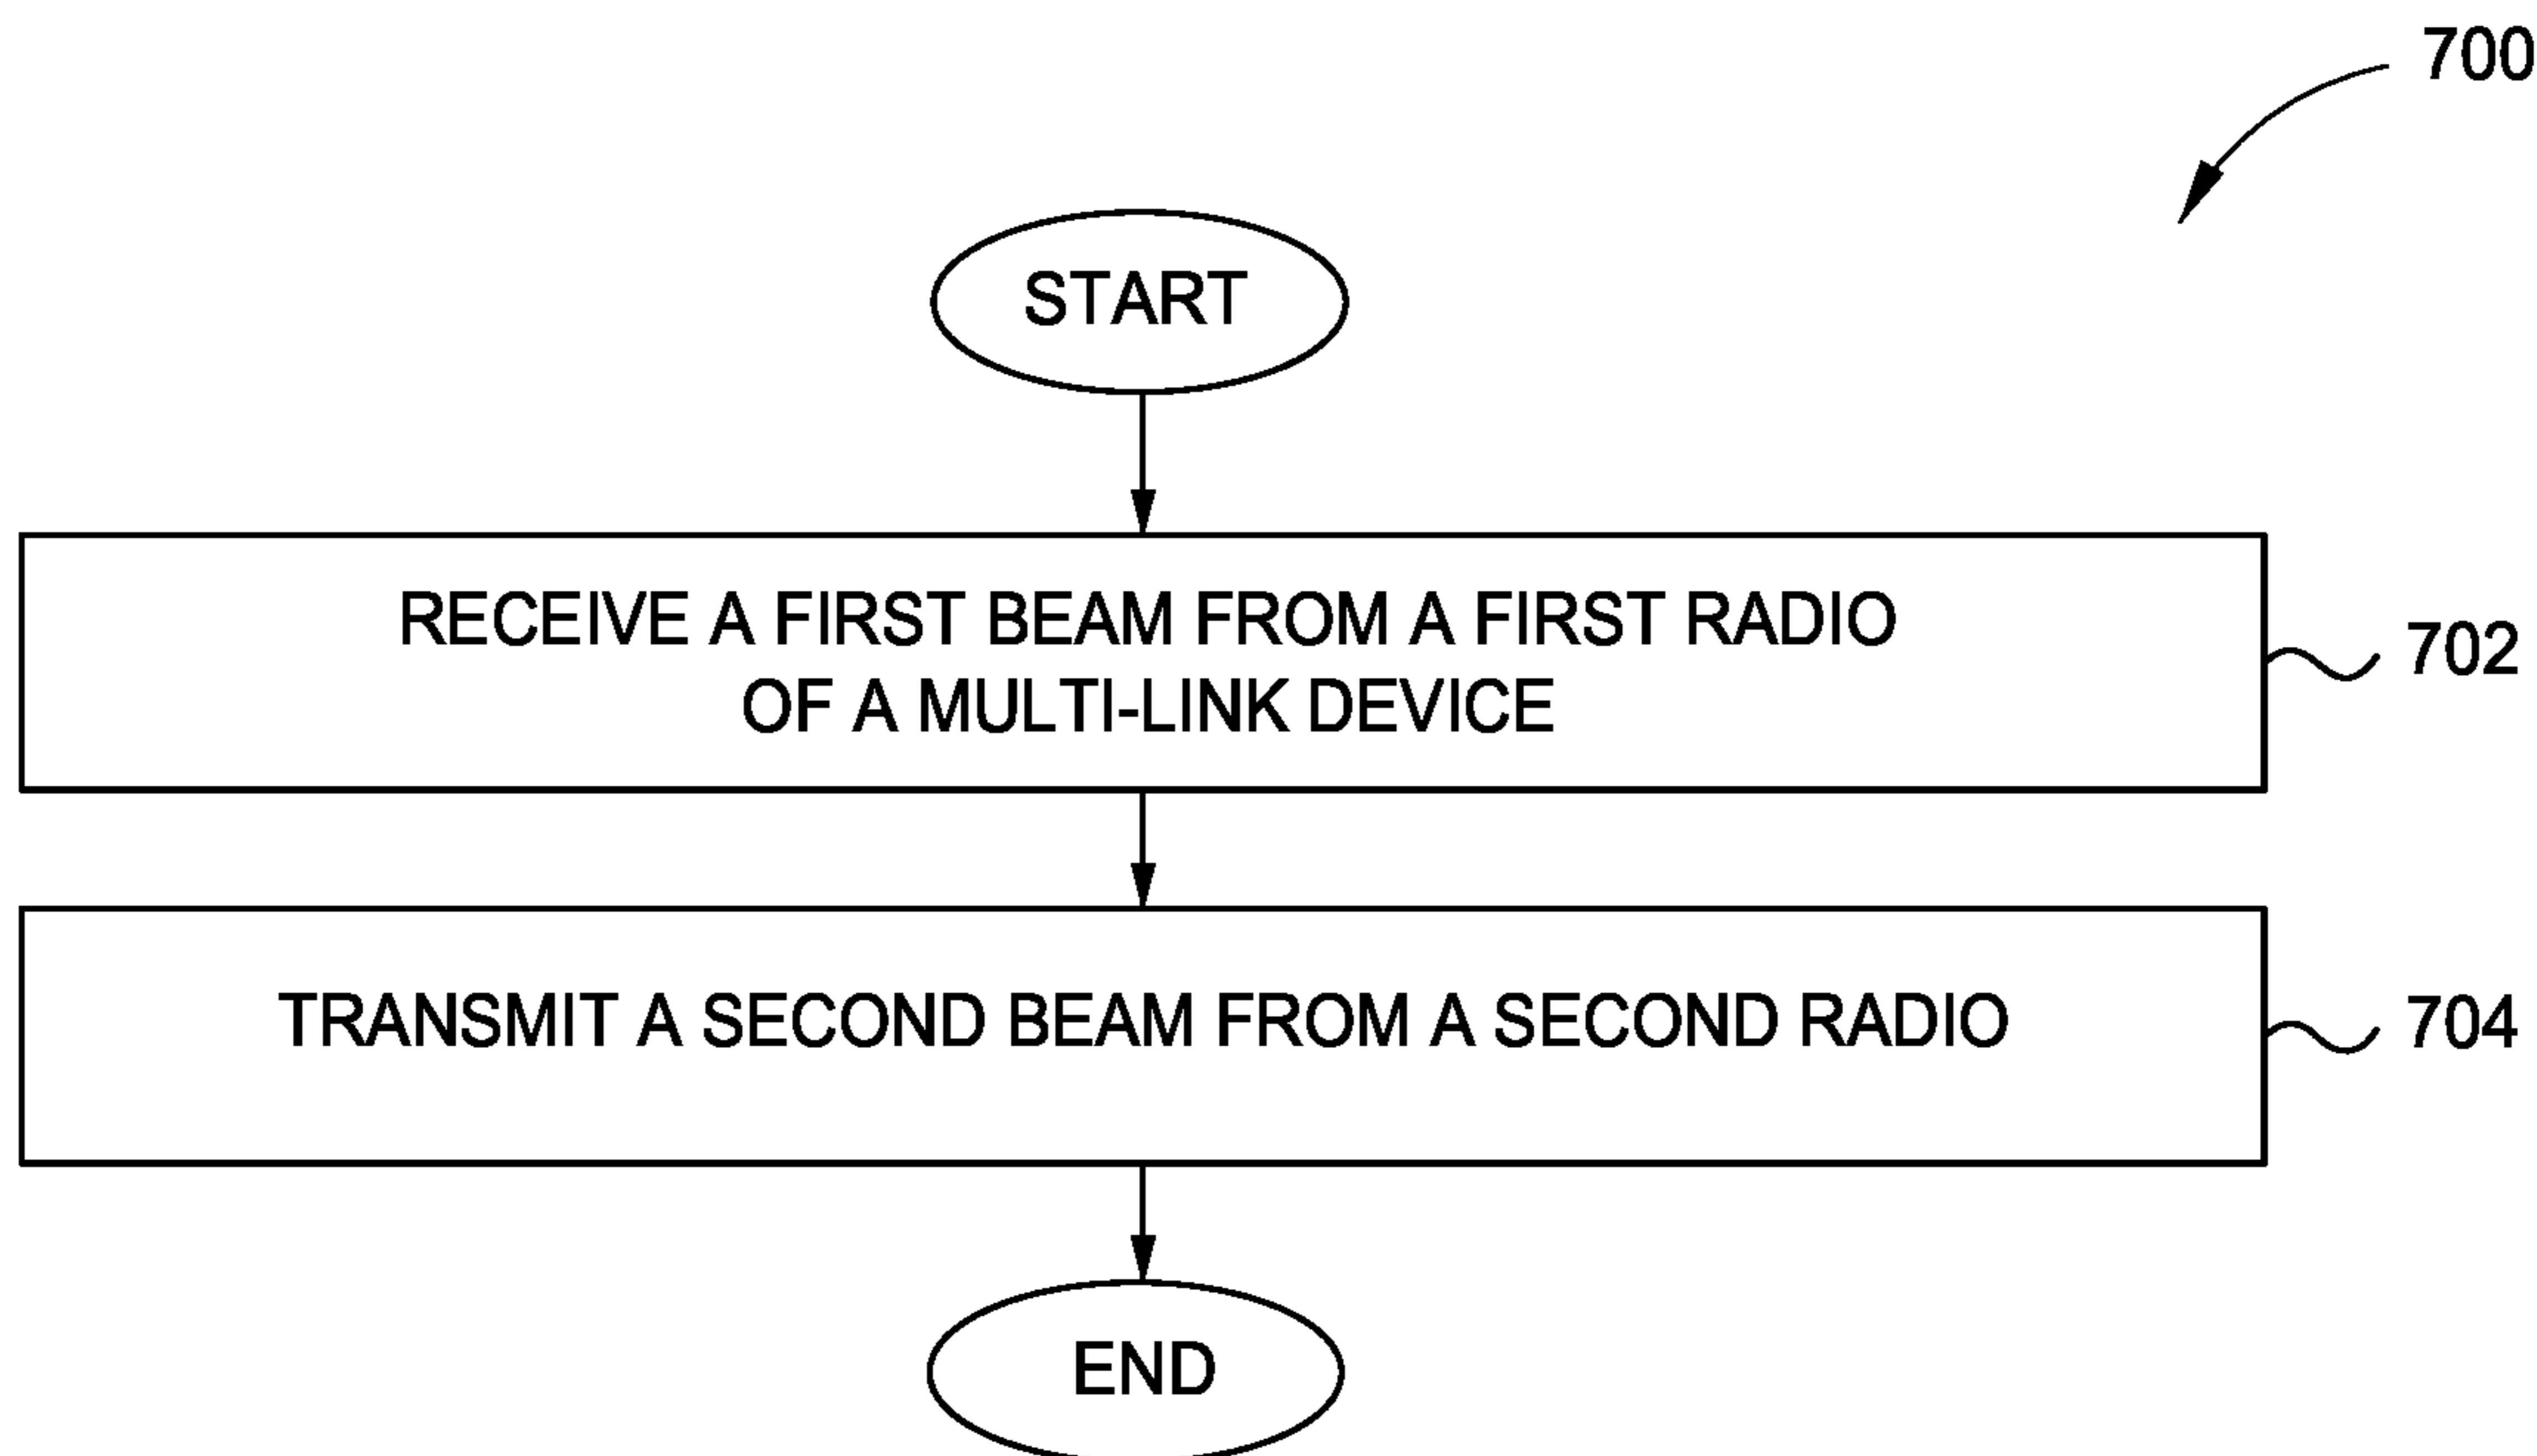 700
START
RECEIVE A FIRST BEAM FROM A FIRST RADIO
OF A MULTI-LINK DEVICE
702
TRANSMIT A SECOND BEAM FROM A SECOND RADIO
704
END